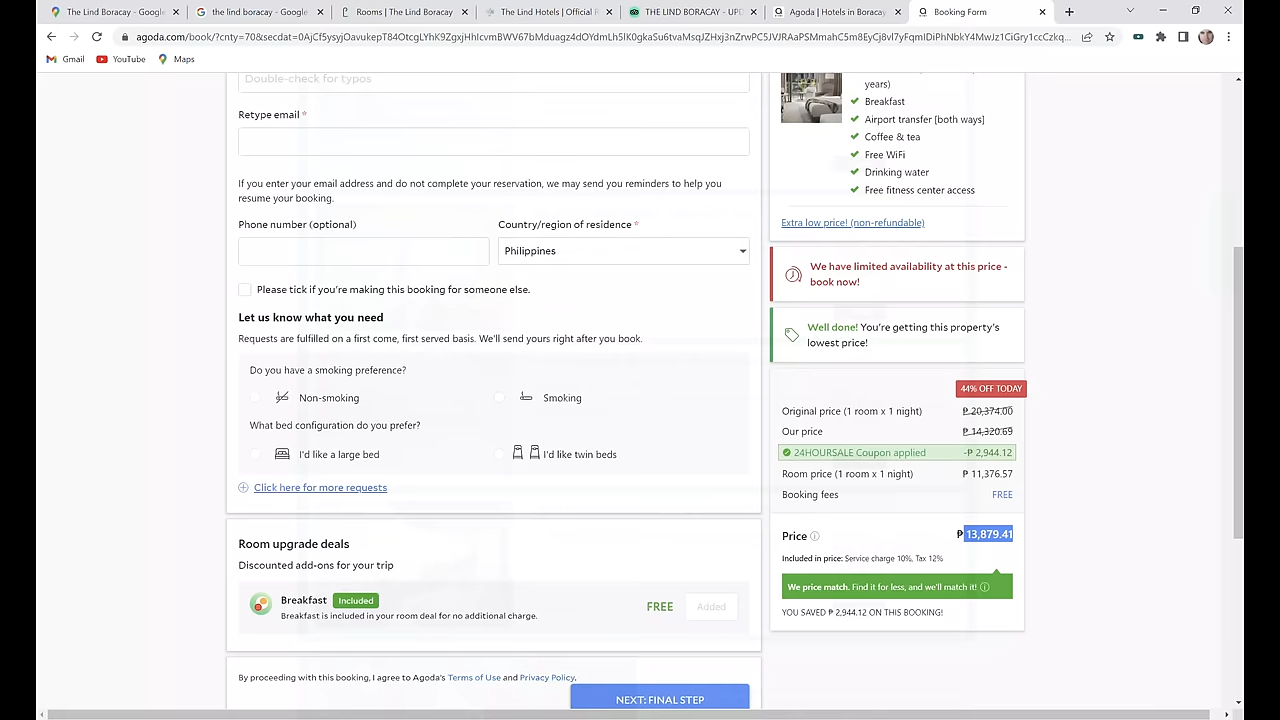 The Lind Boracay - Google
the lind boracay - Google
Rooms | The Lind Boracay
The Lind Hotels | Official
THE LIND BORACAY - UPD
Agoda | Hotels in Boracay
Booking Form
Gmail
YouTube
Maps
Double-check for typos
Retype email *
If you enter your email address and do not complete your reservation, we may send you reminders to help you
resume your booking.
Phone number (optional)
Country/region of residence *
Philippines
Please tick if you're making this booking for someone else.
Let us know what you need
Requests are fulfilled on a first come, first served basis. We'll send yours right after you book.
Do you have a smoking preference?
Non-smoking
Smoking
What bed configuration do you prefer?
I'd like a large bed
I'd like twin beds
Click here for more requests
Room upgrade deals
Discounted add-ons for your trip
Breakfast Included
Breakfast is included in your room deal for no additional charge.
FREE
Added
By proceeding with this booking, I agree to Agoda's Terms of Use and Privacy Policy.
NEXT: FINAL STEP
years)
Breakfast
Airport transfer [both ways]
Coffee & tea
Free WiFi
Drinking water
Free fitness center access
Extra low price! (non-refundable)
We have limited availability at this price -
book now!
Well done! You're getting this property's
lowest price!
44% OFF TODAY
Original price (1 room x 1 night) ₱ 20,374.00
Our price ₱ 14,320.69
24HOURSALE Coupon applied -₱ 2,944.12
Room price (1 room x 1 night) ₱ 11,376.57
Booking fees FREE
Price ₱ 13,879.41
Included in price: Service charge 10%, Tax 12%
We price match. Find it for less, and we'll match it!
YOU SAVED ₱ 2,944.12 ON THIS BOOKING!